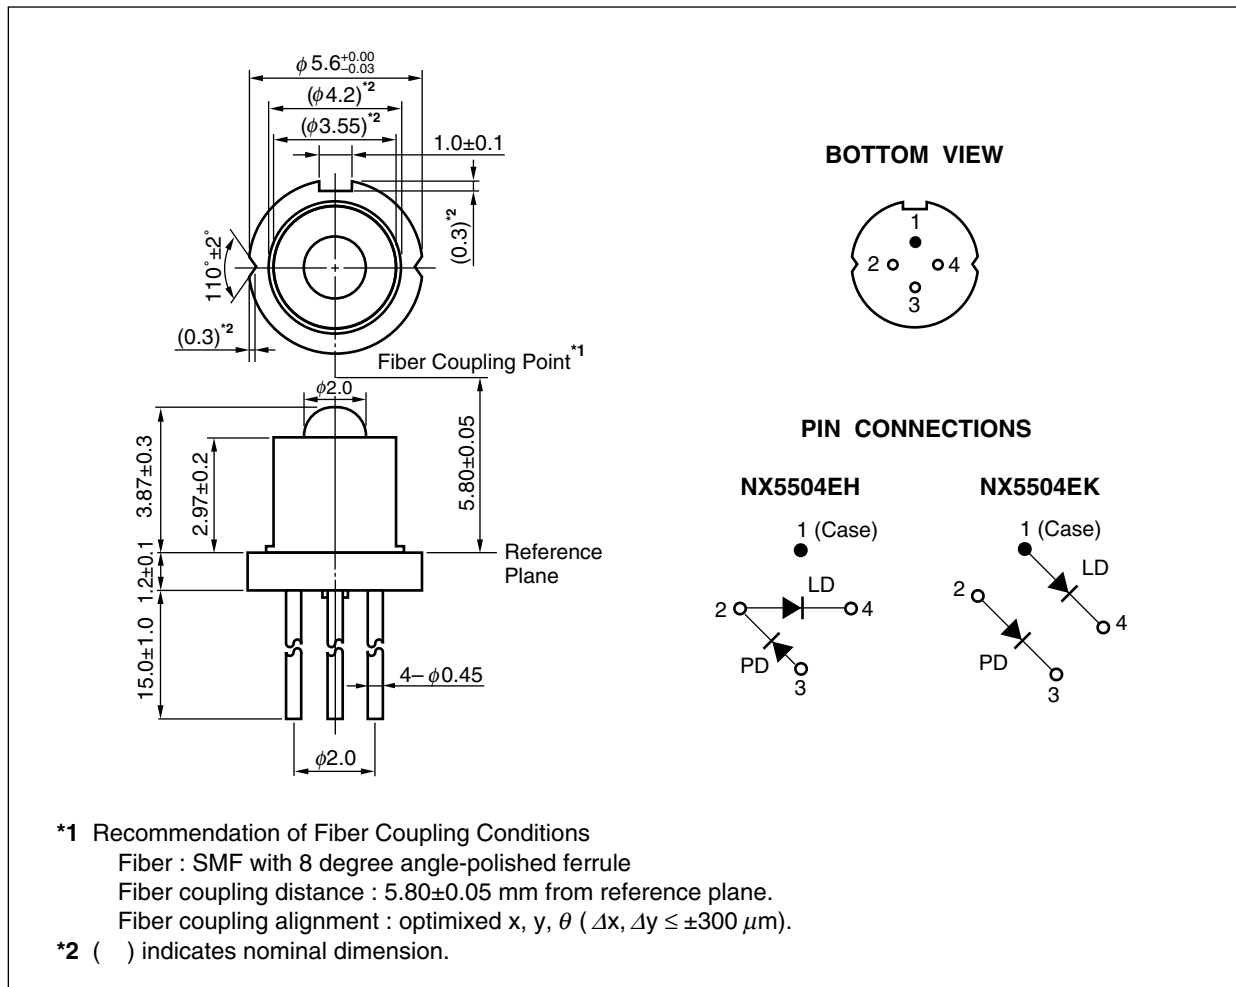 ϕ5.6+0.00 −0.03
(ϕ4.2)*2
(ϕ3.55)*2
1.0±0.1
(0.3)*2
110°±2°
(0.3)*2
Fiber Coupling Point*1
ϕ2.0
3.87±0.3
2.97±0.2
5.80±0.05
1.2±0.1
Reference
Plane
15.0±1.0
4–ϕ0.45
ϕ2.0
BOTTOM VIEW
1
2
4
3
PIN CONNECTIONS
NX5504EH
1 (Case)
LD
2
4
PD
3
NX5504EK
1 (Case)
LD
2
4
PD
3
*1 Recommendation of Fiber Coupling Conditions
Fiber : SMF with 8 degree angle-polished ferrule
Fiber coupling distance : 5.80±0.05 mm from reference plane.
Fiber coupling alignment : optimixed x, y, θ ( Δx, Δy ≤ ±300 μm).
*2 ( ) indicates nominal dimension.